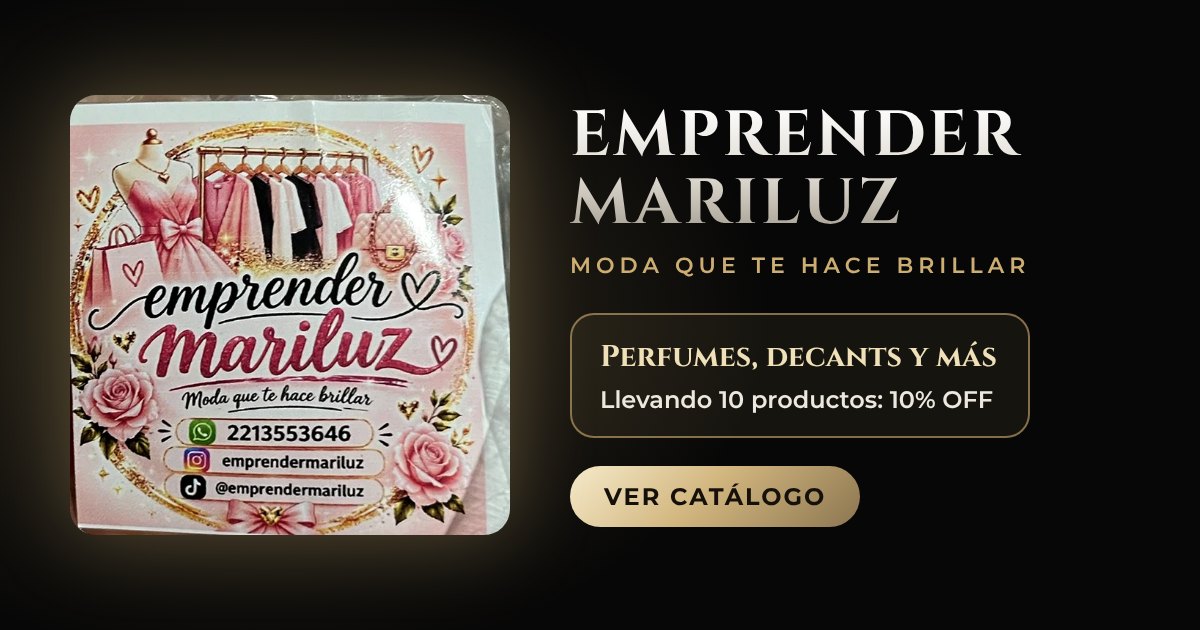 emprender
mariluz
Moda que te hace brillar
2213553646
emprendermariluz
@emprendermariluz
EMPRENDER
MARILUZ
MODA QUE TE HACE BRILLAR
PERFUMES, DECANTS Y MÁS
Llevando 10 productos: 10% OFF
VER CATÁLOGO